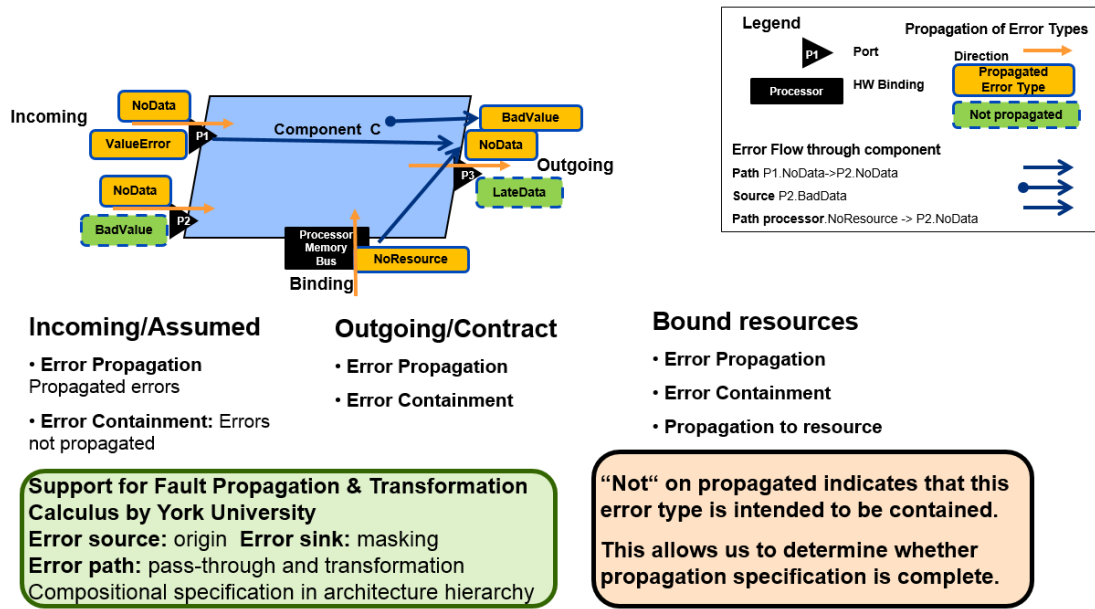 Legend
Propagation of Error Types
P1
Port
Direction
Processor
HW Binding
Propagated
Error Type
Not propagated
Error Flow through component
Path P1.NoData->P2.NoData
Source P2.BadData
Path processor.NoResource -> P2.NoData
Incoming
NoData
ValueError
P1
NoData
BadValue
P2
Component C
BadValue
NoData
Outgoing
P3
LateData
Processor
Memory
Bus
NoResource
Binding
Incoming/Assumed
• Error Propagation
Propagated errors
• Error Containment: Errors
not propagated
Outgoing/Contract
• Error Propagation
• Error Containment
Bound resources
• Error Propagation
• Error Containment
• Propagation to resource
Support for Fault Propagation & Transformation
Calculus by York University
Error source: origin Error sink: masking
Error path: pass-through and transformation
Compositional specification in architecture hierarchy
“Not“ on propagated indicates that this
error type is intended to be contained.
This allows us to determine whether
propagation specification is complete.